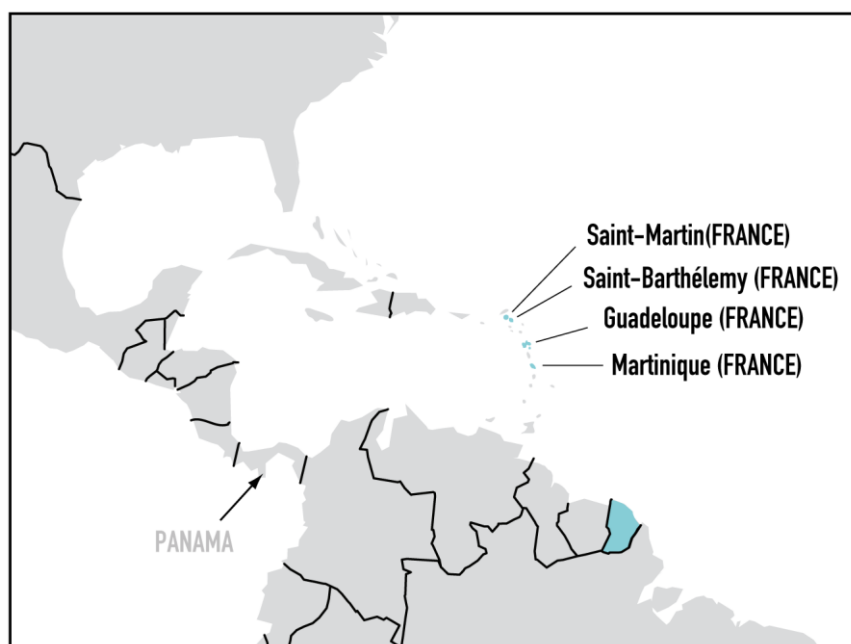 Saint-Martin(FRANCE)
Saint-Barthélemy (FRANCE)
Guadeloupe (FRANCE)
Martinique (FRANCE)
PANAMA